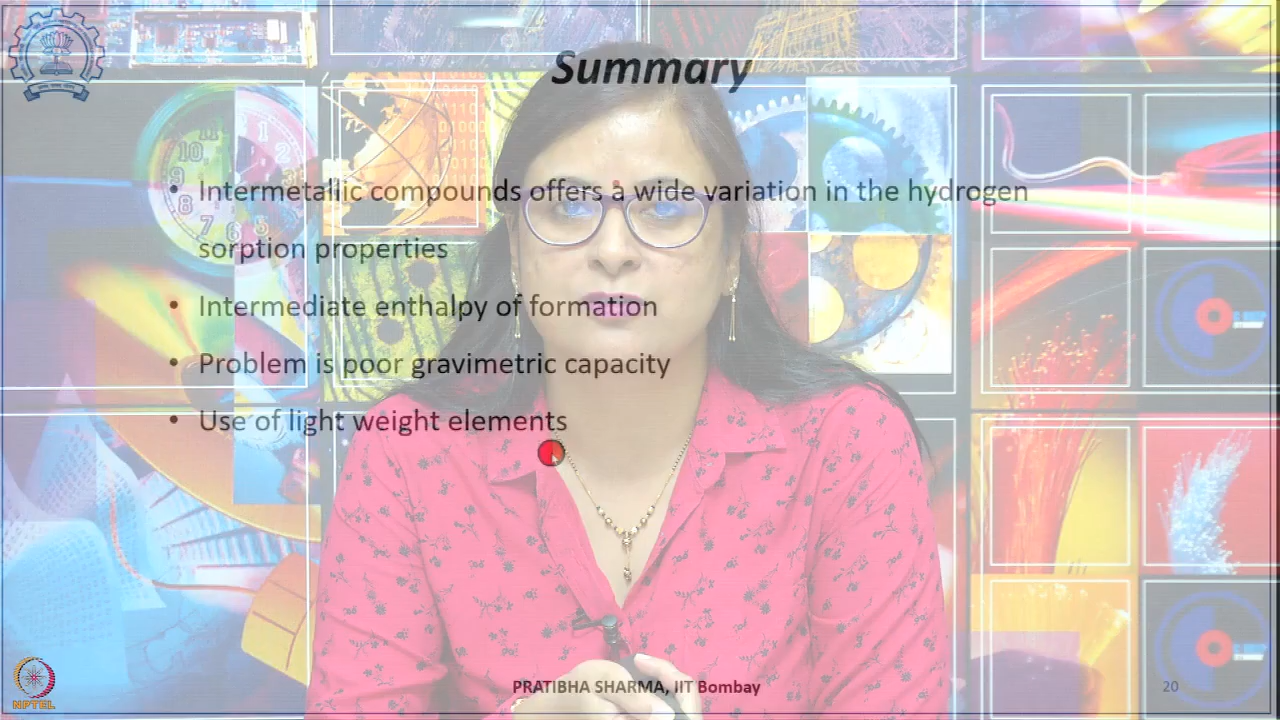 Summary
• Intermetallic compounds offers a wide variation in the hydrogen
sorption properties
• Intermediate enthalpy of formation
• Problem is poor gravimetric capacity
• Use of light weight elements
PRATIBHA SHARMA, IIT Bombay
20
NPTEL